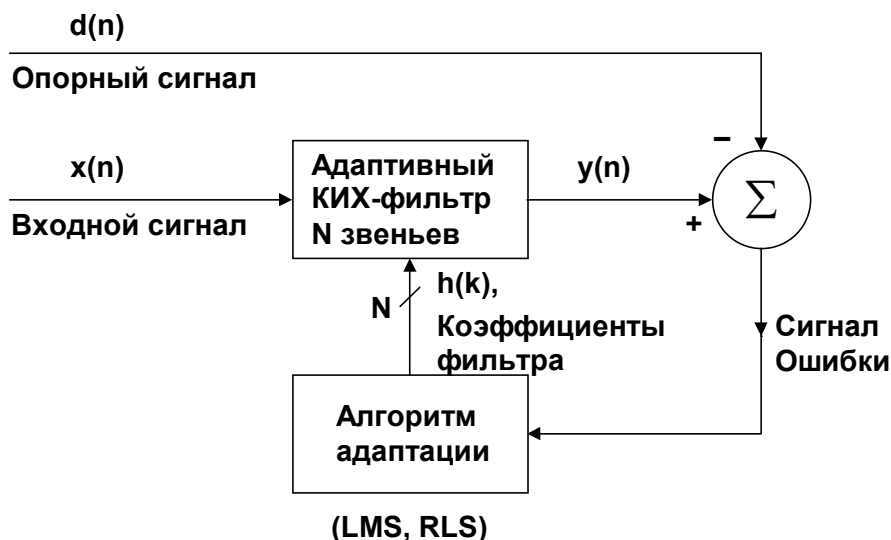 d(n)
Опорный сигнал
−
x(n)
Адаптивный
КИХ-фильтр
N звеньев
y(n)
Σ
+
Входной сигнал
N
h(k),
Коэффициенты
фильтра
Сигнал
Ошибки
Алгоритм
адаптации
(LMS, RLS)